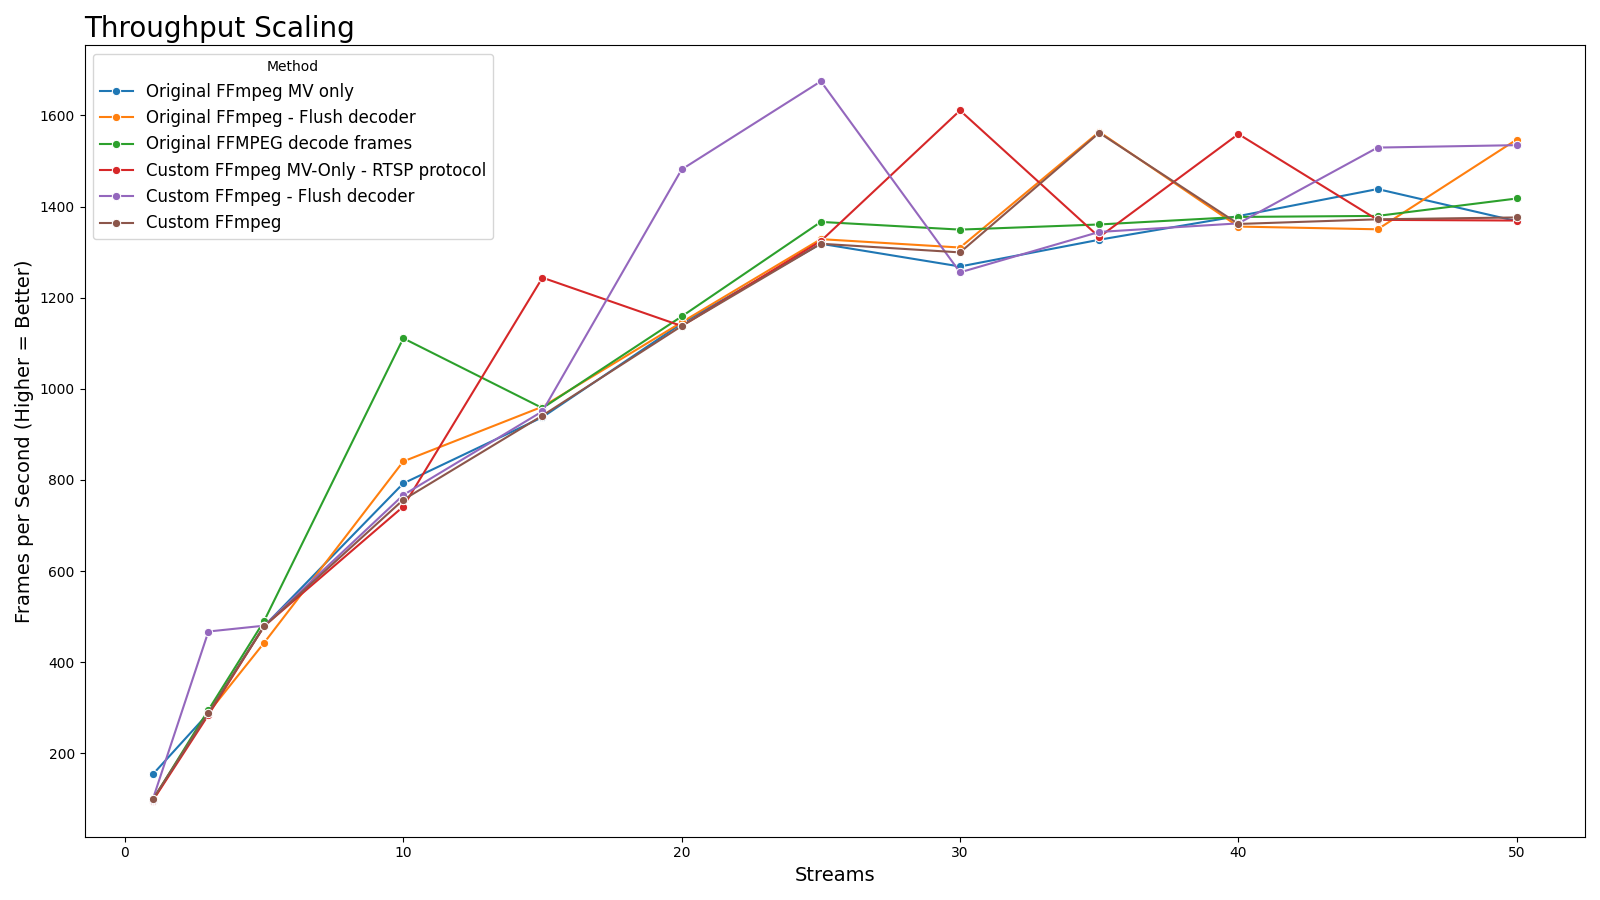 Throughput Scaling
Method
Original FFmpeg MV only
Original FFmpeg - Flush decoder
Original FFMPEG decode frames
Custom FFmpeg MV-Only - RTSP protocol
Custom FFmpeg - Flush decoder
Custom FFmpeg
Frames per Second (Higher = Better)
1600
1400
1200
1000
800
600
400
200
0
10
20
30
40
50
Streams